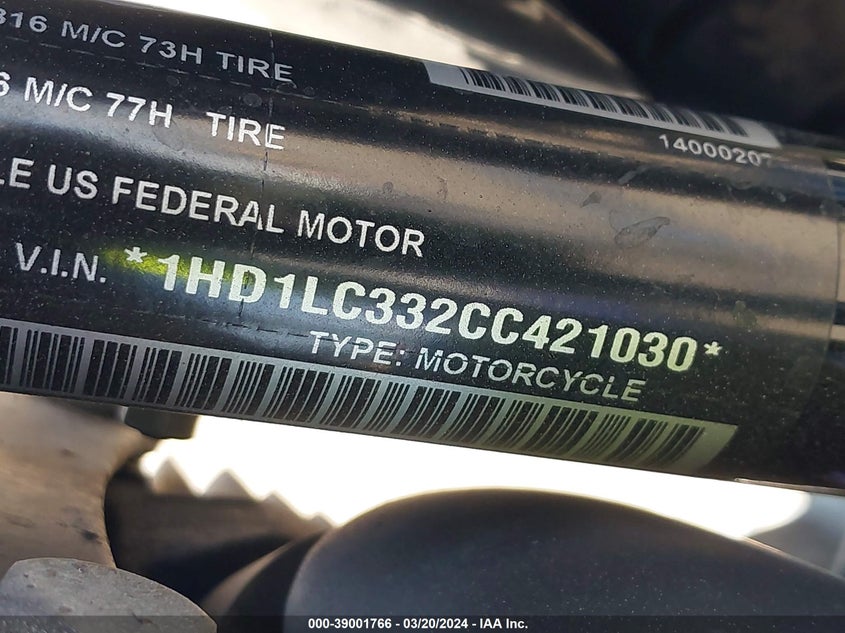 816 M/C 73H TIRE
6 M/C 77H TIRE
14000207
LE US FEDERAL MOTOR
V.I.N. *1HD1LC332CC421030*
TYPE: MOTORCYCLE
000-39001766 - 03/20/2024 - IAA Inc.